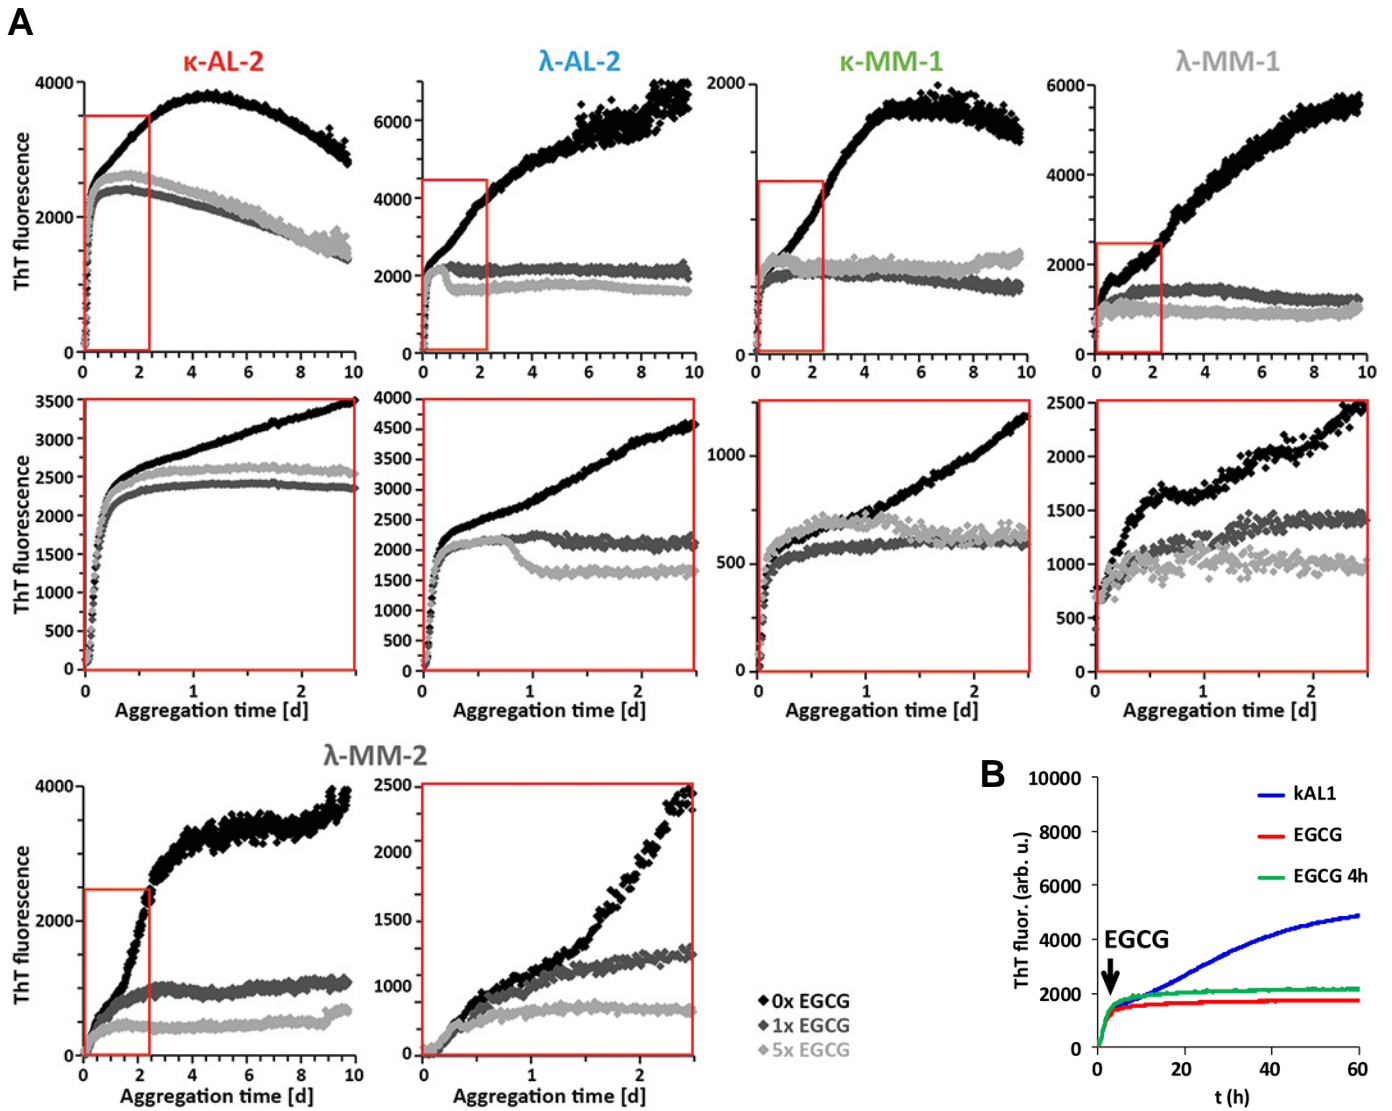 A
κ-AL-2 λ-AL-2 κ-MM-1 λ-MM-1
ThT fluorescence
4000
2000
0
0 2 4 6 8 10
6000
4000
2000
0
0 2 4 6 8 10
2000
0
0 2 4 6 8 10
6000
4000
2000
0
0 2 4 6 8 10
ThT fluorescence
3500
3000
2500
2000
1500
1000
500
0
0 1 2
Aggregation time [d]
4000
3500
3000
2500
2000
1500
1000
500
0
0 1 2
Aggregation time [d]
1000
500
0
0 1 2
Aggregation time [d]
2500
2000
1500
1000
500
0
0 1 2
Aggregation time [d]
λ-MM-2
ThT fluorescence
4000
2000
0
0 2 4 6 8 10
Aggregation time [d]
2500
2000
1500
1000
500
0
0 1 2
Aggregation time [d]
0x EGCG
1x EGCG
5x EGCG
B
ThT fluor. (arb. u.)
10000
8000
6000
4000
2000
0
0 20 40 60
t (h)
kAL1
EGCG
EGCG 4h
EGCG